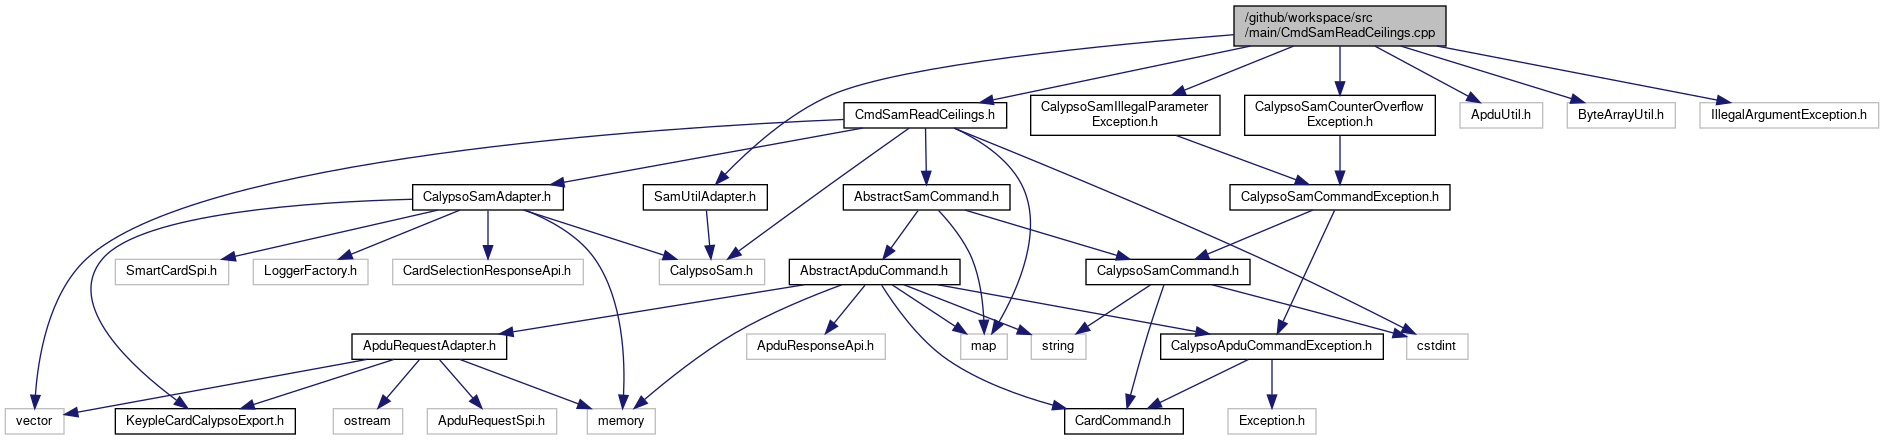 /github/workspace/src
/main/CmdSamReadCeilings.cpp
CmdSamReadCeilings.h
CalypsoSamIllegalParameter
Exception.h
CalypsoSamCounterOverflow
Exception.h
ApduUtil.h
ByteArrayUtil.h
IllegalArgumentException.h
CalypsoSamAdapter.h
SamUtilAdapter.h
AbstractSamCommand.h
CalypsoSamCommandException.h
SmartCardSpi.h
LoggerFactory.h
CardSelectionResponseApi.h
CalypsoSam.h
AbstractApduCommand.h
CalypsoSamCommand.h
ApduRequestAdapter.h
ApduResponseApi.h
map
string
CalypsoApduCommandException.h
cstdint
vector
KeypleCardCalypsoExport.h
ostream
ApduRequestSpi.h
memory
CardCommand.h
Exception.h